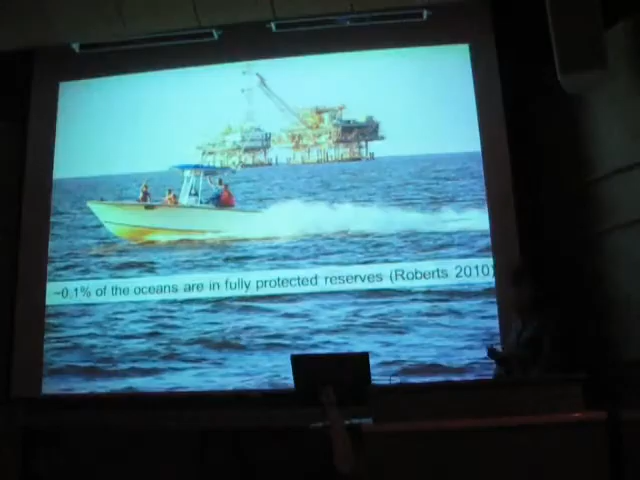 ~0.1% of the oceans are in fully protected reserves (Roberts 2010)